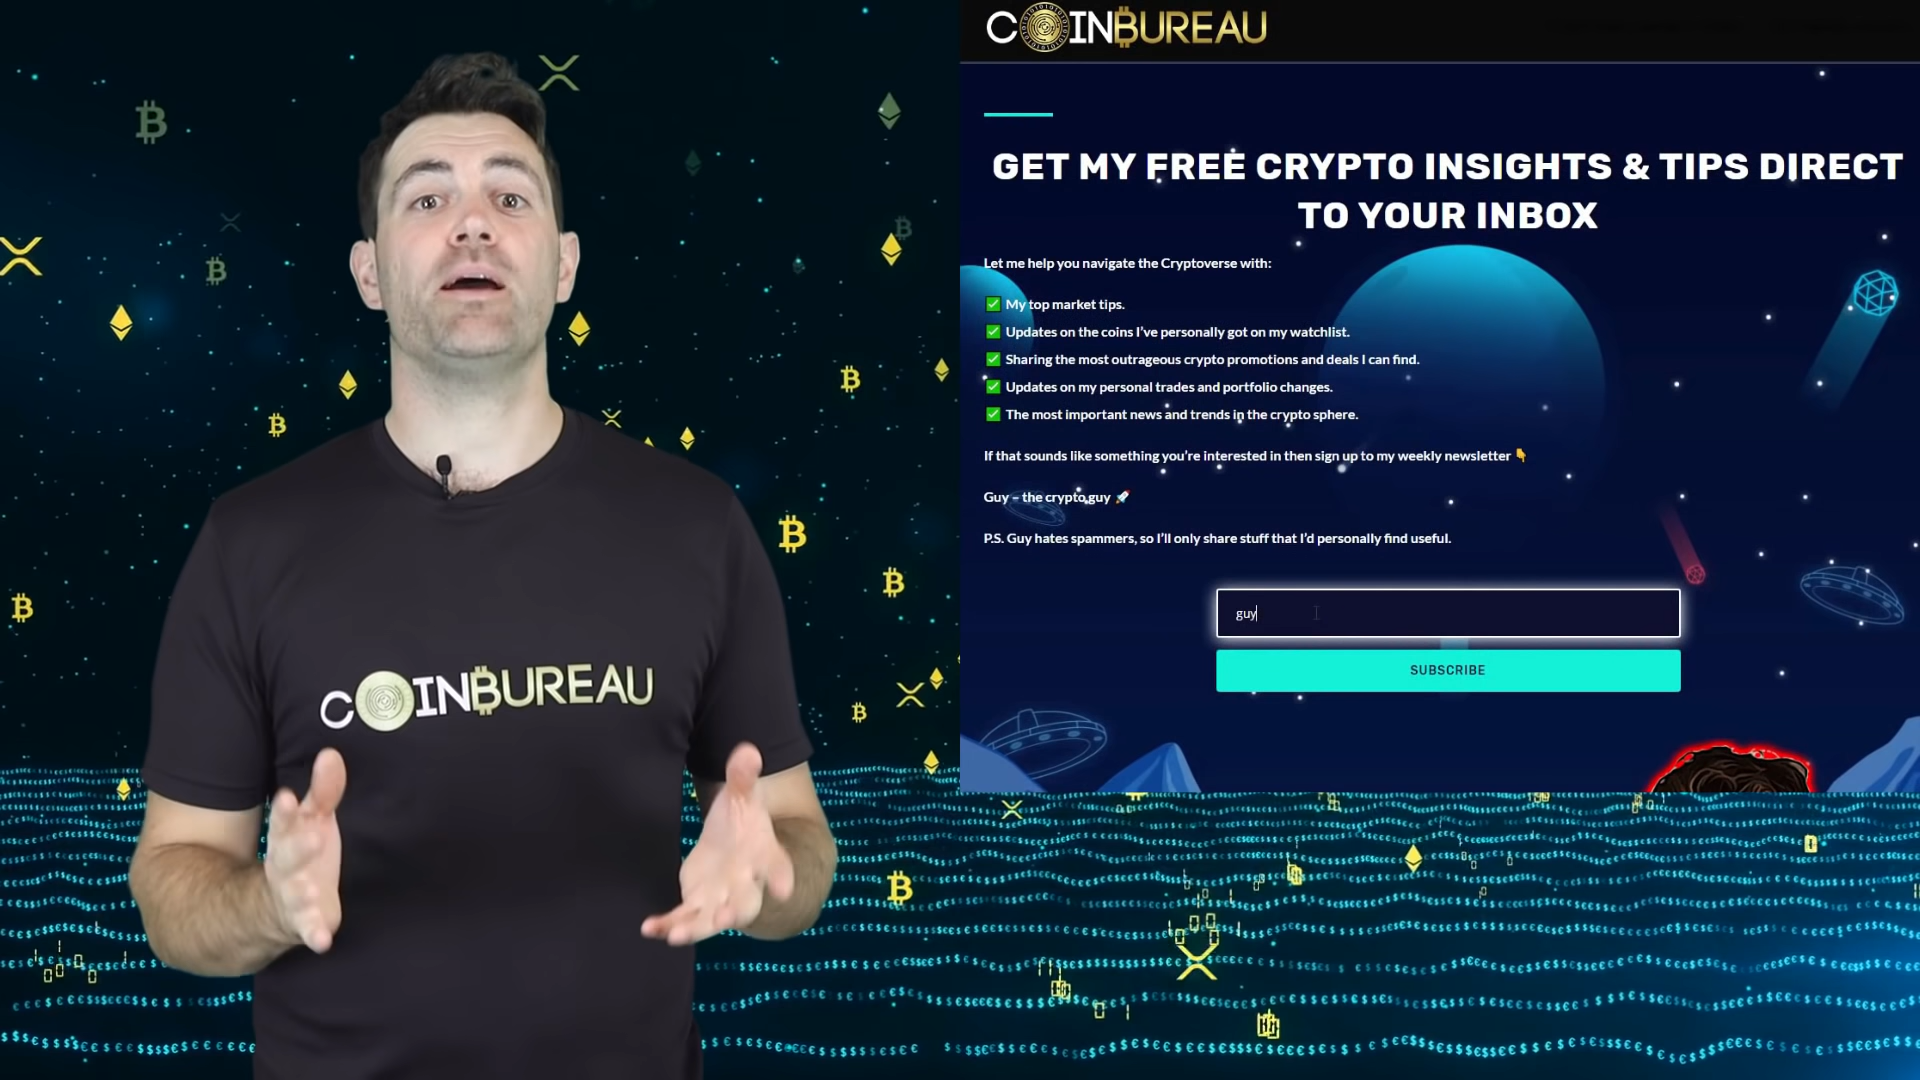 COINBUREAU
GET MY FREE CRYPTO INSIGHTS & TIPS DIRECT
TO YOUR INBOX
Let me help you navigate the Cryptoverse with:
✅ My top market tips.
✅ Updates on the coins I've personally got on my watchlist.
✅ Sharing the most outrageous crypto promotions and deals I can find.
✅ Updates on my personal trades and portfolio changes.
✅ The most important news and trends in the crypto sphere.
If that sounds like something you're interested in then sign up to my weekly newsletter 👇
Guy – the crypto guy 🚀
P.S. Guy hates spammers, so I'll only share stuff that I'd personally find useful.
guy
SUBSCRIBE
COINBUREAU